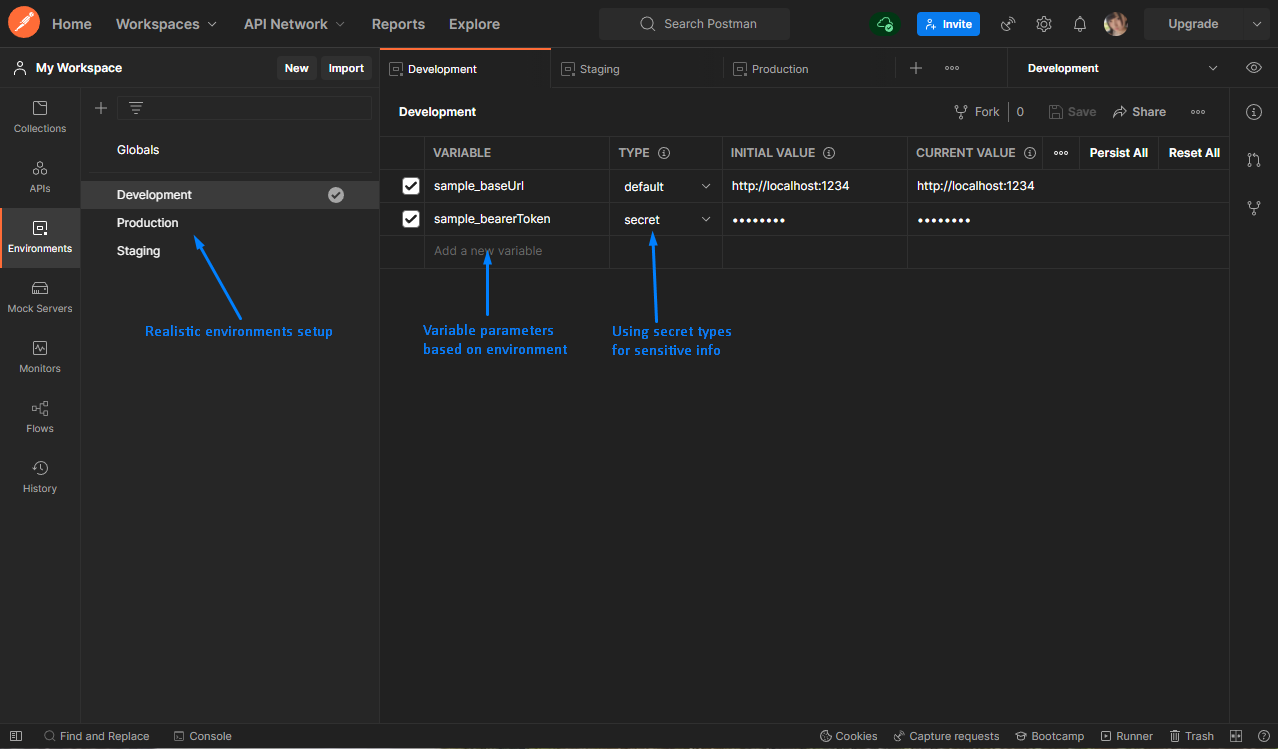 Home Workspaces API Network Reports Explore Search Postman Invite Upgrade
My Workspace New Import Development Staging Production Development
Collections
APIs
Environments
Mock Servers
Monitors
Flows
History
Globals
Development
Production
Staging
Realistic environments setup
Development Fork 0 Save Share
VARIABLE TYPE INITIAL VALUE CURRENT VALUE Persist All Reset All
sample_baseUrl default http://localhost:1234 http://localhost:1234
sample_bearerToken secret •••••••• ••••••••
Add a new variable
Variable parameters
based on environment
Using secret types
for sensitive info
Find and Replace Console Cookies Capture requests Bootcamp Runner Trash